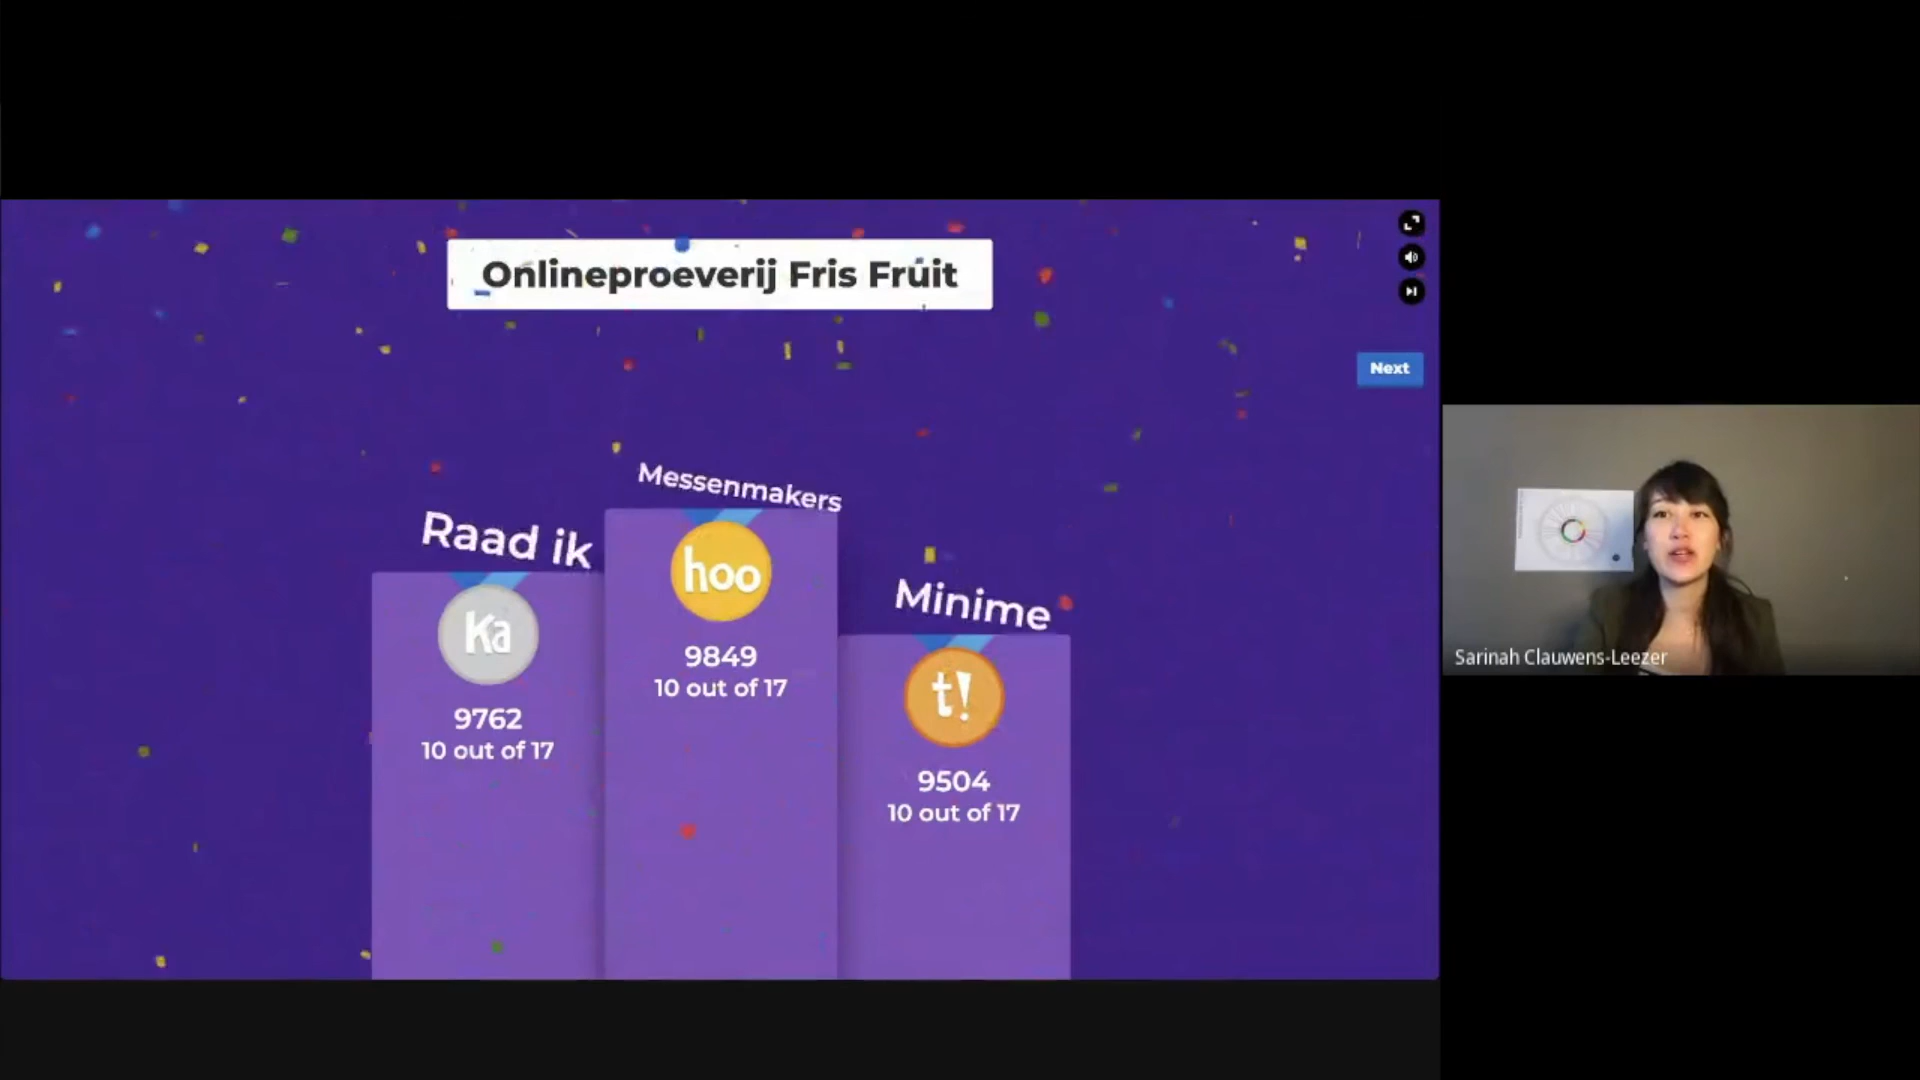 Onlineproeverij Fris Fruit
Next
Messenmakers
Raad ik
Minime
Ka
9762
10 out of 17
hoo
9849
10 out of 17
t!
9504
10 out of 17
Sarinah Clauwens-Leezer